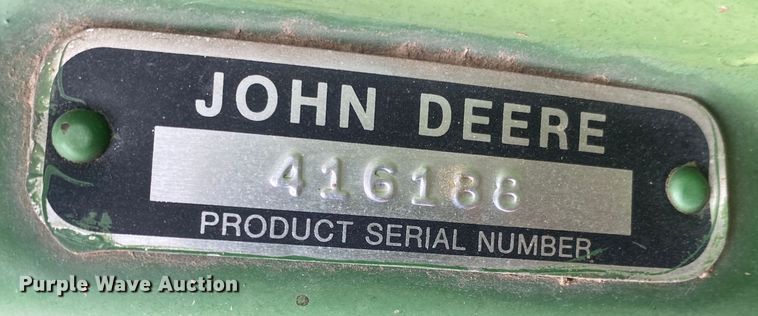 JOHN DEERE
416188
PRODUCT SERIAL NUMBER
Purple Wave Auction